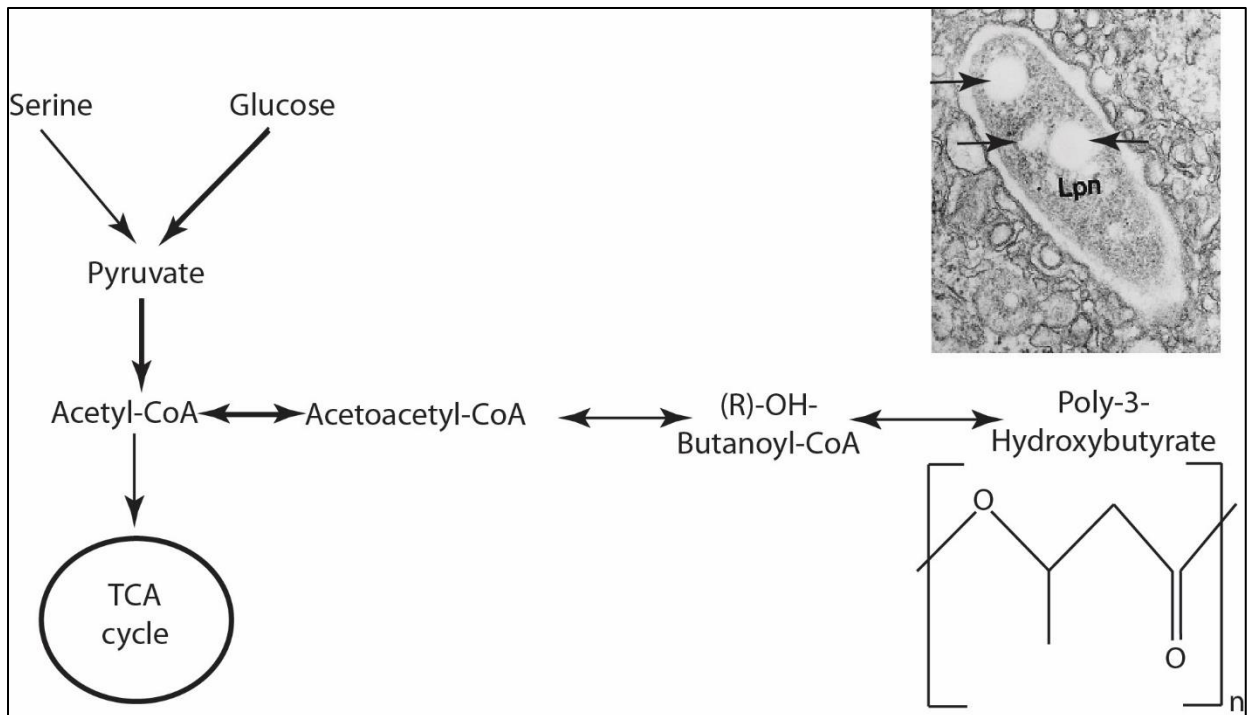 Serine
Glucose
Pyruvate
Lpn
Acetyl-CoA
Acetoacetyl-CoA
(R)-OH-
Butanoyl-CoA
Poly-3-
Hydroxybutyrate
TCA
cycle
O
O
n